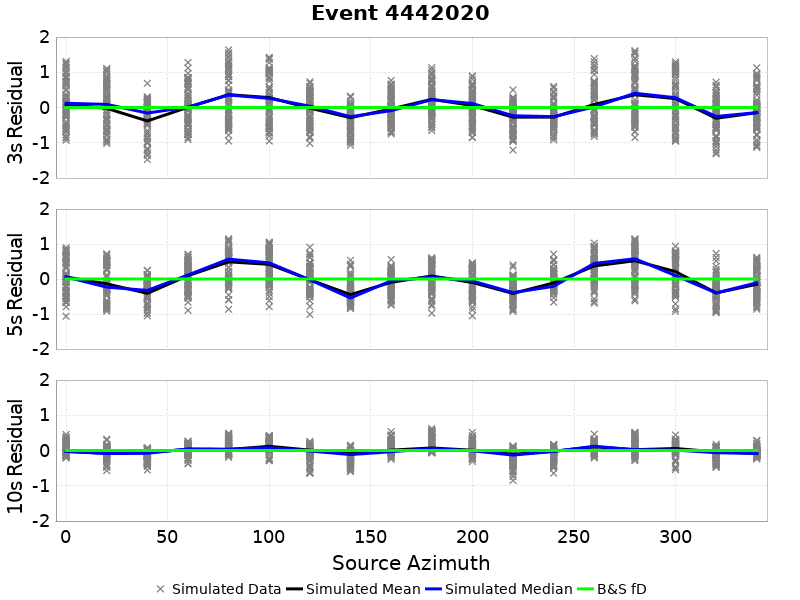 Event 4442020
2
1
0
-1
-2
3s Residual
2
1
0
-1
-2
5s Residual
2
1
0
-1
-2
10s Residual
0 50 100 150 200 250 300
Source Azimuth
Simulated Data Simulated Mean Simulated Median B&S fD